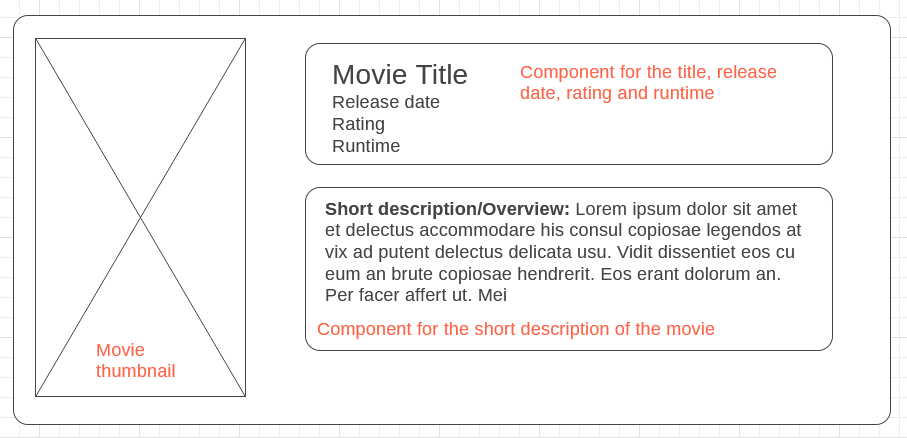 Movie Title
Release date
Rating
Runtime
Component for the title, release
date, rating and runtime
Short description/Overview: Lorem ipsum dolor sit amet
et delectus accommodare his consul copiosae legendos at
vix ad putent delectus delicata usu. Vidit dissentiet eos cu
eum an brute copiosae hendrerit. Eos erant dolorum an.
Per facer affert ut. Mei
Component for the short description of the movie
Movie
thumbnail